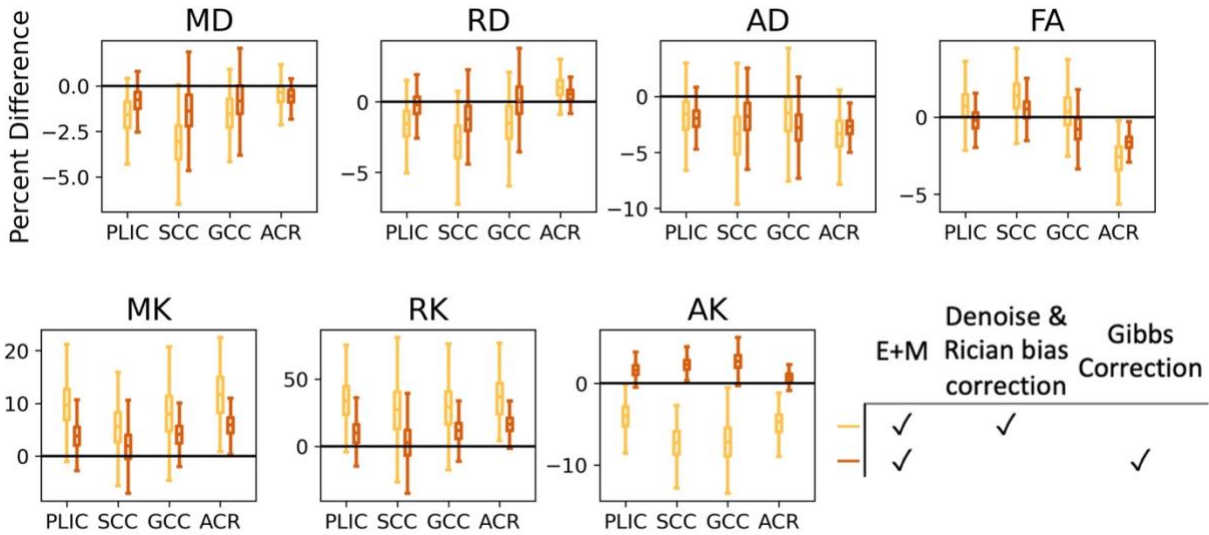 MD RD AD FA
Percent Difference
0.0
-2.5
-5.0
0
-5
0
-5
-10
0
-5
PLIC SCC GCC ACR
PLIC SCC GCC ACR
PLIC SCC GCC ACR
PLIC SCC GCC ACR
MK RK AK
20
10
0
50
0
0
-10
PLIC SCC GCC ACR
PLIC SCC GCC ACR
PLIC SCC GCC ACR
E+M
Denoise &
Rician bias
correction
Gibbs
Correction
✓ ✓
✓ ✓